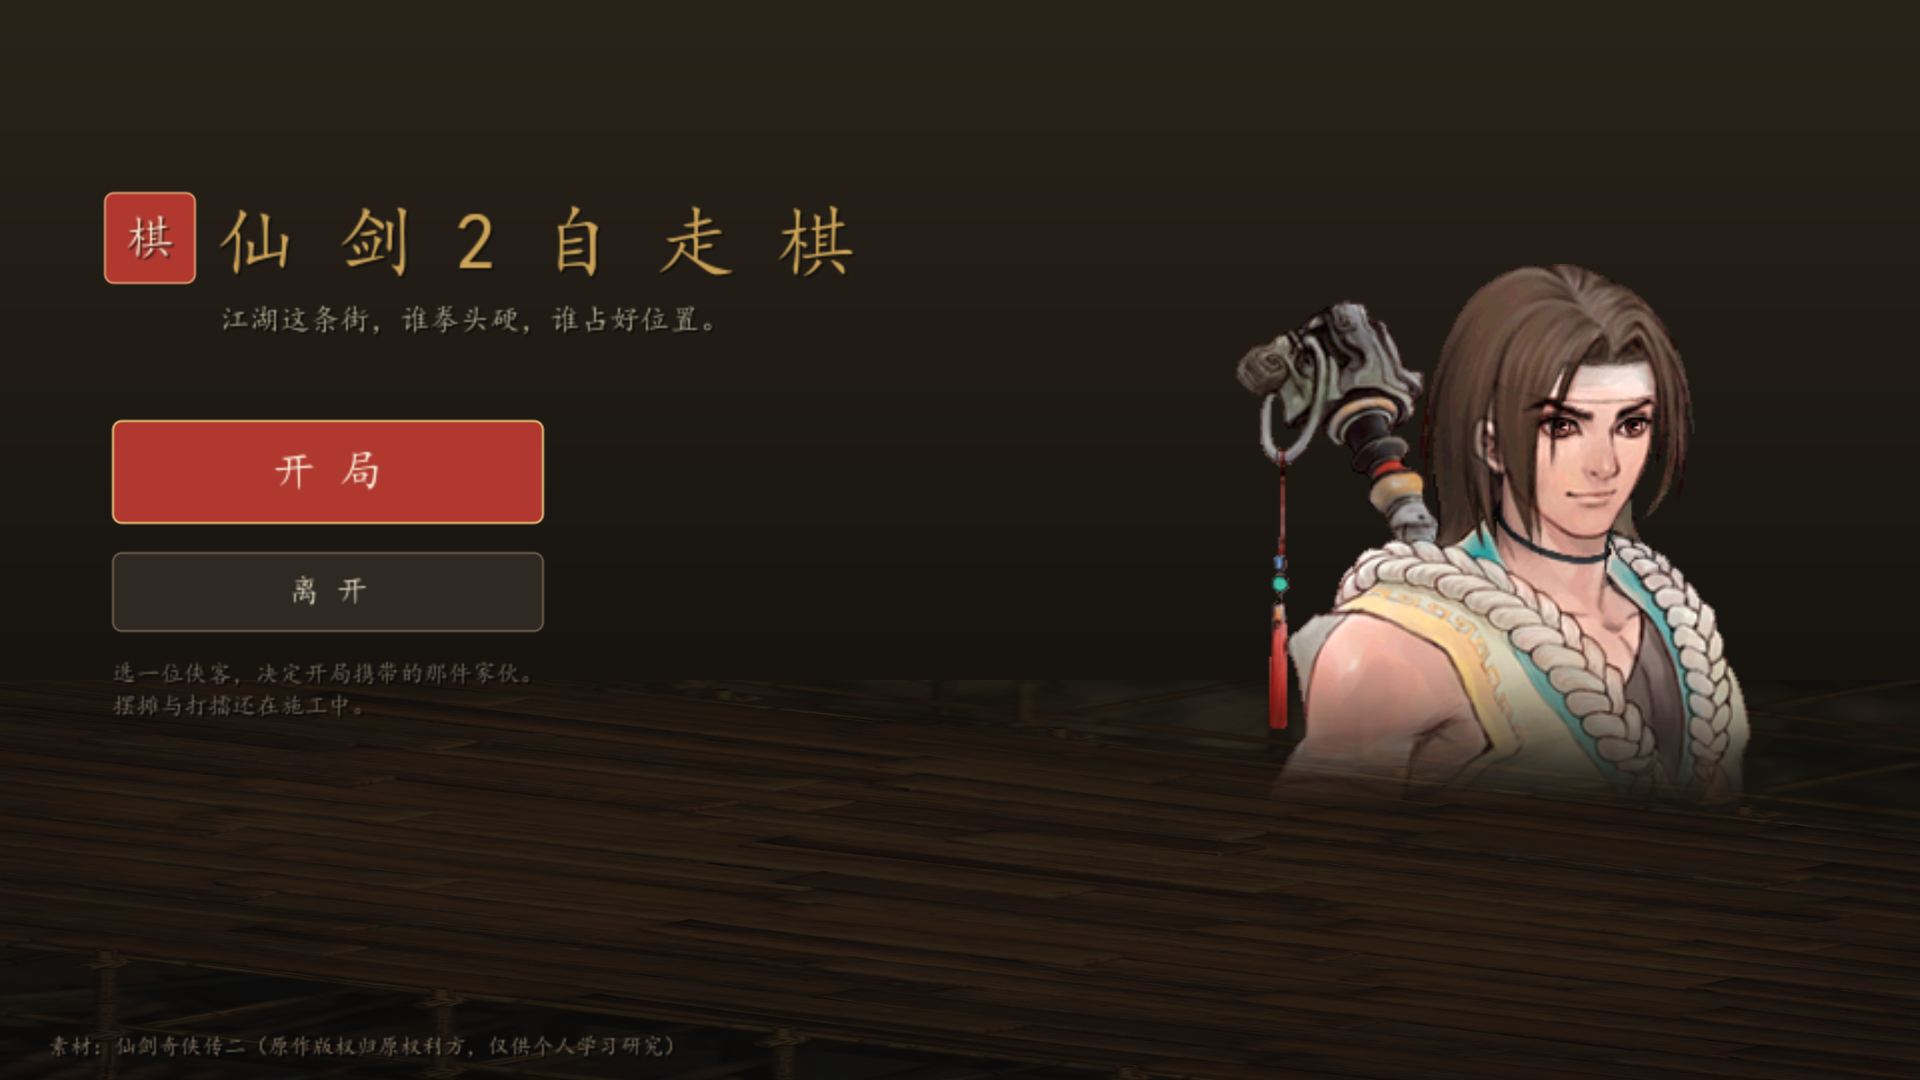 棋
仙剑2自走棋
江湖这条街，谁拳头硬，谁占好位置。
开局
离开
选一位侠客，决定开局携带的那件家伙。
摆摊与打擂还在施工中。
素材：仙剑奇侠传二（原作版权归原权利方，仅供个人学习研究）